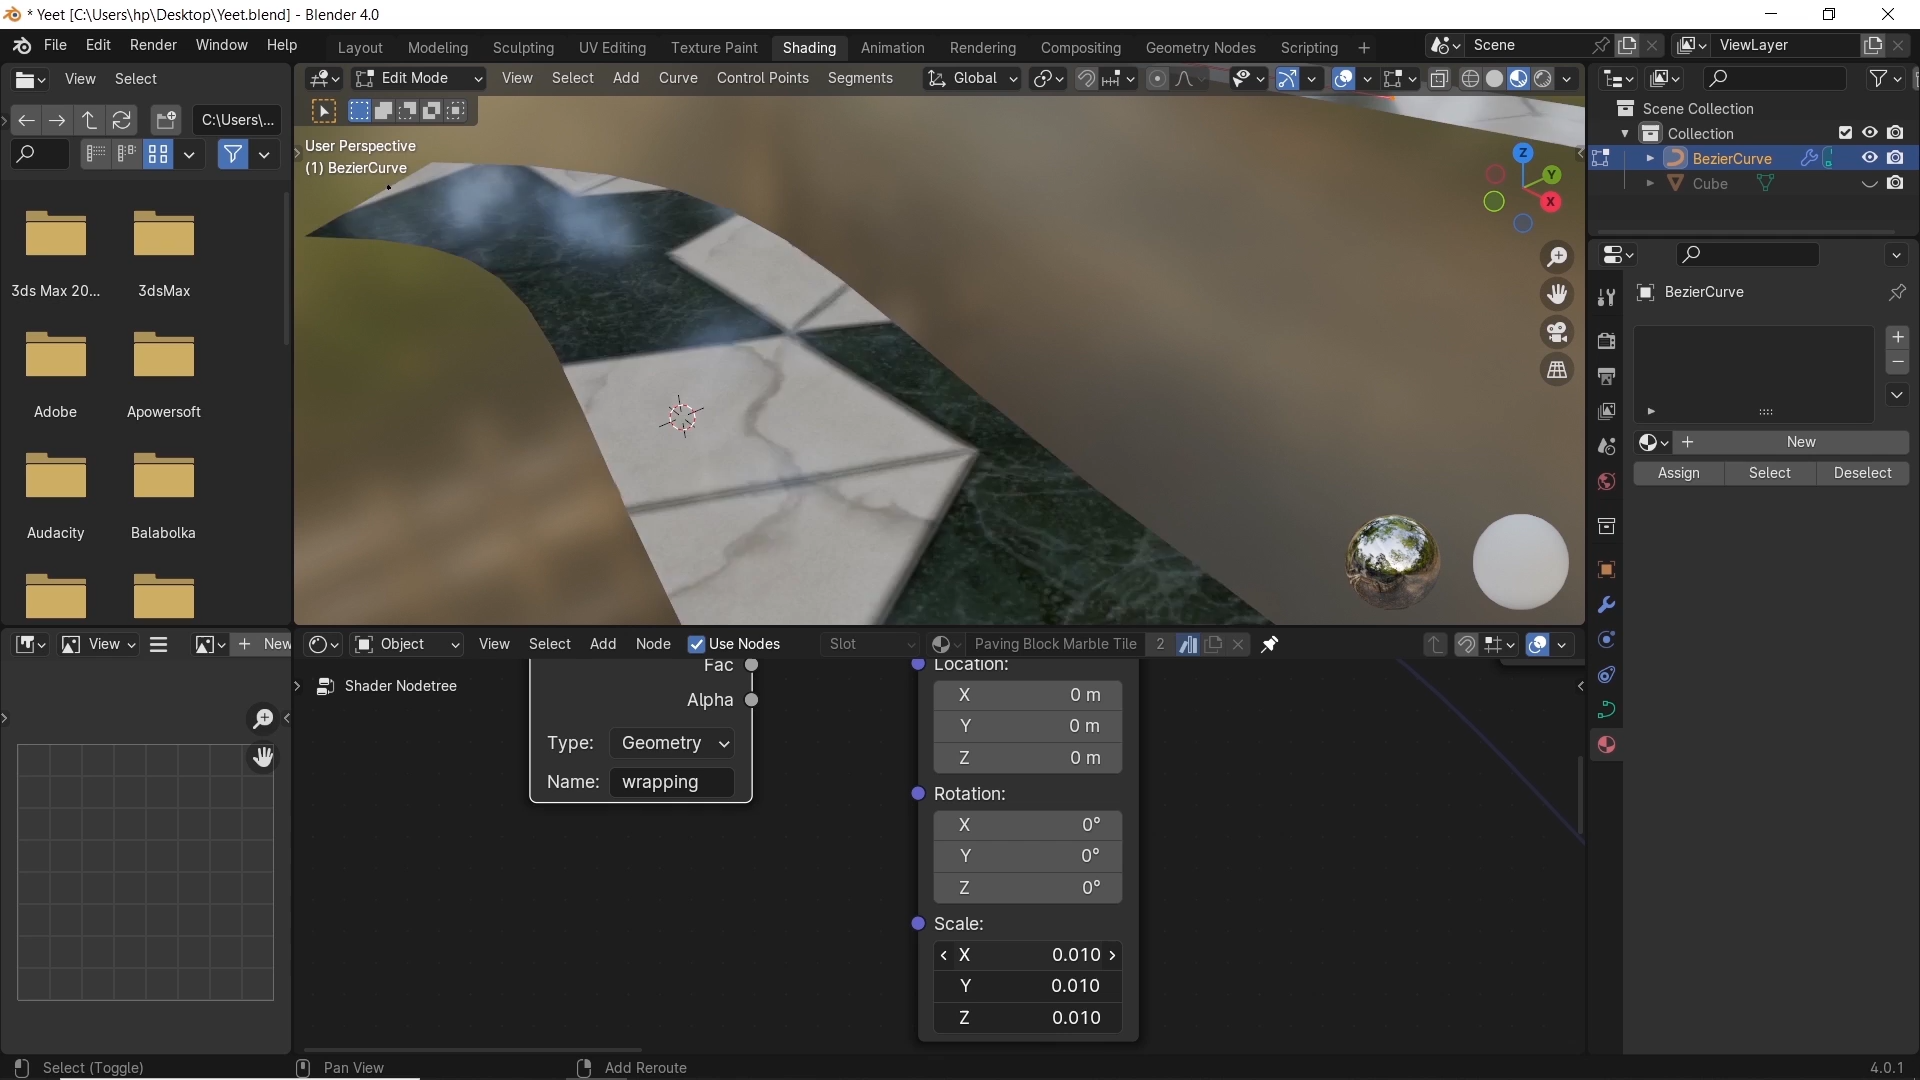 * Yeet [C:\Users\hp\Desktop\Yeet.blend] - Blender 4.0
File Edit Render Window Help
Layout Modeling Sculpting UV Editing Texture Paint Shading Animation Rendering Compositing Geometry Nodes Scripting
Scene
ViewLayer
View Select
Edit Mode View Select Add Curve Control Points Segments Global
C:\Users\...
User Perspective
(1) BezierCurve
Z
Y
X
Scene Collection
Collection
BezierCurve
Cube
3ds Max 20...
3dsMax
Adobe
Apowersoft
Audacity
Balabolka
BezierCurve
New
Assign Select Deselect
View
New
Object View Select Add Node Use Nodes Slot Paving Block Marble Tile 2
Shader Nodetree
Fac
Alpha
Type: Geometry
Name: wrapping
Location:
X 0 m
Y 0 m
Z 0 m
Rotation:
X 0°
Y 0°
Z 0°
Scale:
X 0.010
Y 0.010
Z 0.010
Select (Toggle)
Pan View
Add Reroute
4.0.1